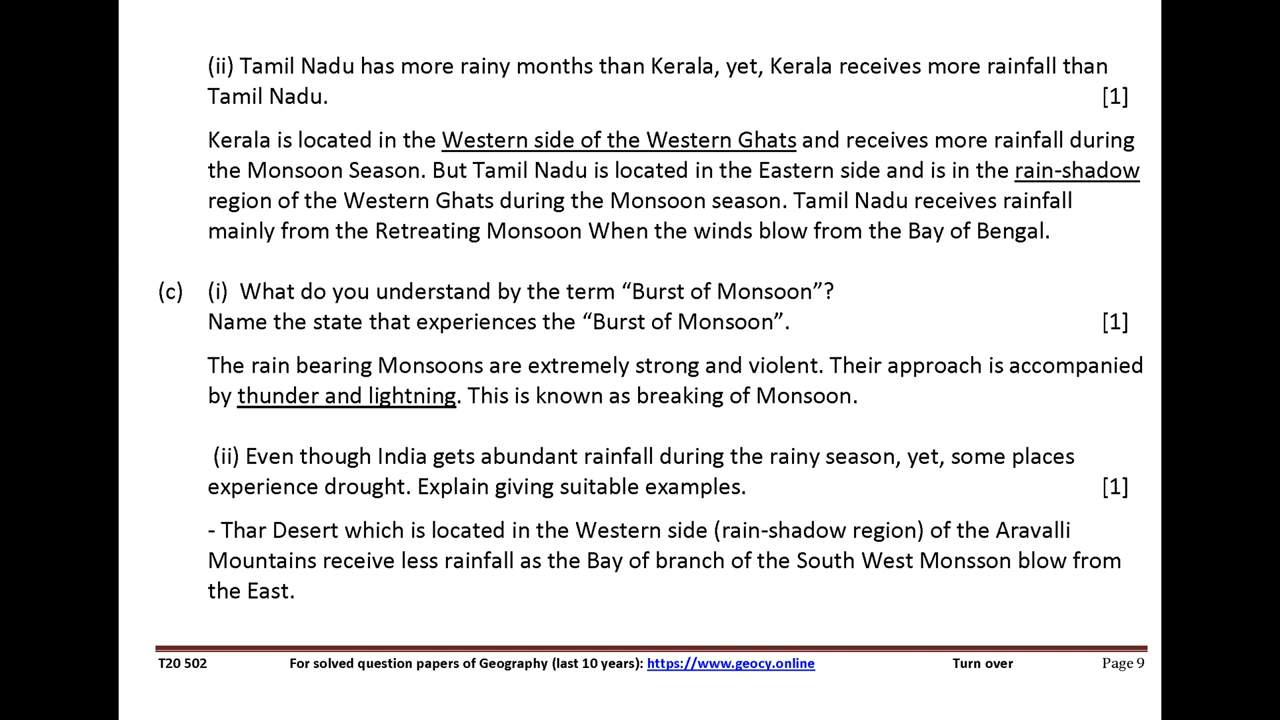 (ii) Tamil Nadu has more rainy months than Kerala, yet, Kerala receives more rainfall than
Tamil Nadu. [1]
Kerala is located in the Western side of the Western Ghats and receives more rainfall during
the Monsoon Season. But Tamil Nadu is located in the Eastern side and is in the rain-shadow
region of the Western Ghats during the Monsoon season. Tamil Nadu receives rainfall
mainly from the Retreating Monsoon When the winds blow from the Bay of Bengal.
(c) (i) What do you understand by the term “Burst of Monsoon”?
Name the state that experiences the “Burst of Monsoon”. [1]
The rain bearing Monsoons are extremely strong and violent. Their approach is accompanied
by thunder and lightning. This is known as breaking of Monsoon.
(ii) Even though India gets abundant rainfall during the rainy season, yet, some places
experience drought. Explain giving suitable examples. [1]
- Thar Desert which is located in the Western side (rain-shadow region) of the Aravalli
Mountains receive less rainfall as the Bay of branch of the South West Monsson blow from
the East.
T20 502 For solved question papers of Geography (last 10 years): https://www.geocy.online Turn over Page 9